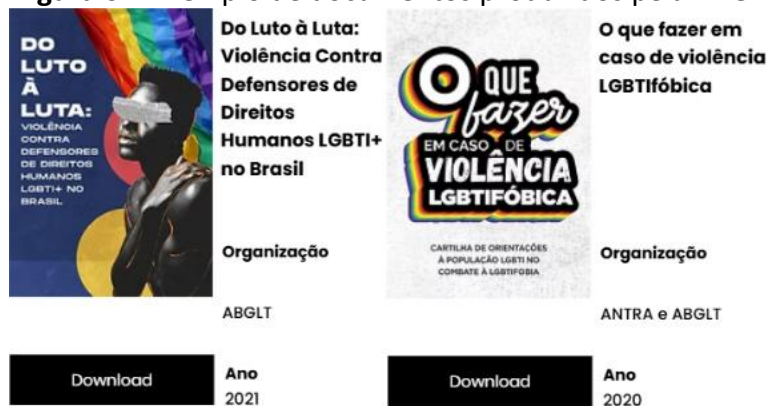 DO
LUTO
À
LUTA:
VIOLÊNCIA
CONTRA
DEFENSORES
DE DIREITOS
HUMANOS
LGBTI+ NO
BRASIL
Do Luto à Luta:
Violência Contra
Defensores de
Direitos
Humanos LGBTI+
no Brasil
Organização
ABGLT
Download
Ano
2021
O QUE
fazer
EM CASO DE
VIOLÊNCIA
LGBTIFÓBICA
CARTILHA DE ORIENTAÇÕES
À POPULAÇÃO LGBTI NO
COMBATE À LGBTIFOBIA
O que fazer em
caso de violência
LGBTIfóbica
Organização
ANTRA e ABGLT
Download
Ano
2020